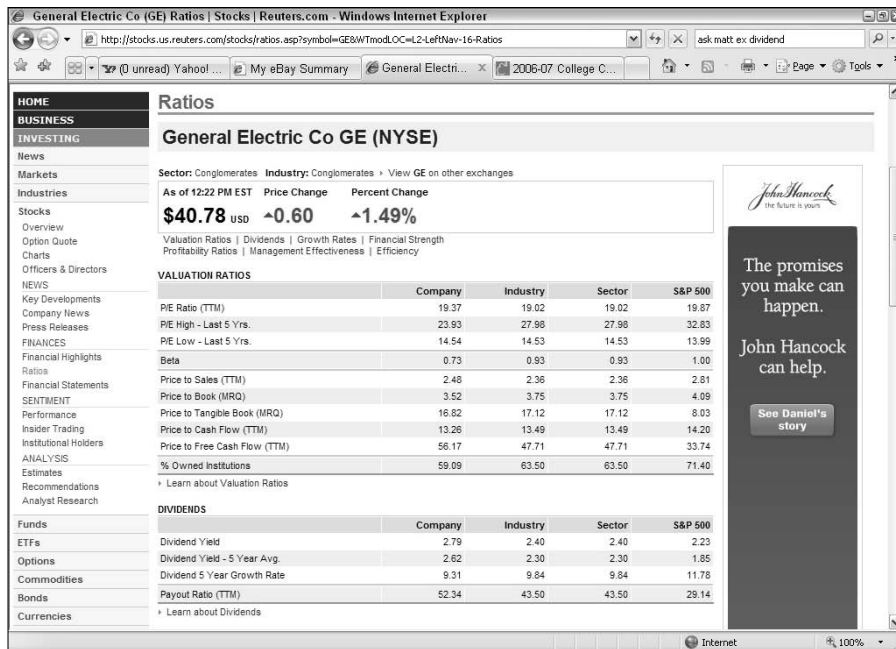 General Electric Co (GE) Ratios | Stocks | Reuters.com - Windows Internet Explorer
http://stocks.us.reuters.com/stocks/ratios.asp?symbol=GE&WTmodLOC=L2-LeftNav-16-Ratios
ask matt ex dividend
(0 unread) Yahoo! ... My eBay Summary General Electri... 2006-07 College C... Page Tools
HOME
BUSINESS
INVESTING
News
Markets
Industries
Stocks
Overview
Option Quote
Charts
Officers & Directors
NEWS
Key Developments
Company News
Press Releases
FINANCES
Financial Highlights
Ratios
Financial Statements
SENTIMENT
Performance
Insider Trading
Institutional Holders
ANALYSIS
Estimates
Recommendations
Analyst Research
Funds
ETFs
Options
Commodities
Bonds
Currencies
Ratios
General Electric Co GE (NYSE)
Sector: Conglomerates Industry: Conglomerates › View GE on other exchanges
As of 12:22 PM EST Price Change Percent Change
$40.78 USD 0.60 1.49%
Valuation Ratios | Dividends | Growth Rates | Financial Strength
Profitability Ratios | Management Effectiveness | Efficiency
VALUATION RATIOS
Company Industry Sector S&P 500
P/E Ratio (TTM) 19.37 19.02 19.02 19.87
P/E High - Last 5 Yrs. 23.93 27.98 27.98 32.83
P/E Low - Last 5 Yrs. 14.54 14.53 14.53 13.99
Beta 0.73 0.93 0.93 1.00
Price to Sales (TTM) 2.48 2.36 2.36 2.81
Price to Book (MRQ) 3.52 3.75 3.75 4.09
Price to Tangible Book (MRQ) 16.82 17.12 17.12 8.03
Price to Cash Flow (TTM) 13.26 13.49 13.49 14.20
Price to Free Cash Flow (TTM) 56.17 47.71 47.71 33.74
% Owned Institutions 59.09 63.50 63.50 71.40
› Learn about Valuation Ratios
DIVIDENDS
Company Industry Sector S&P 500
Dividend Yield 2.79 2.40 2.40 2.23
Dividend Yield - 5 Year Avg. 2.62 2.30 2.30 1.85
Dividend 5 Year Growth Rate 9.31 9.84 9.84 11.78
Payout Ratio (TTM) 52.34 43.50 43.50 29.14
› Learn about Dividends
John Hancock
the future is yours
The promises
you make can
happen.
John Hancock
can help.
See Daniel's
story
Internet 100%